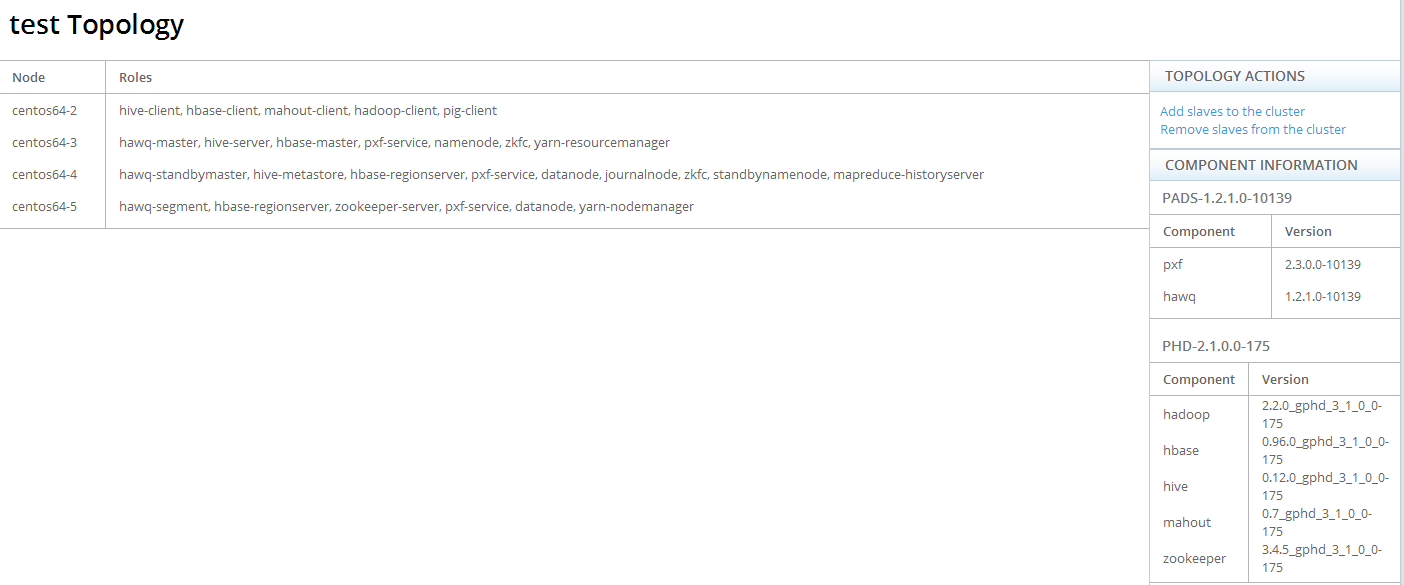 test Topology
Node Roles
centos64-2 hive-client, hbase-client, mahout-client, hadoop-client, pig-client
centos64-3 hawq-master, hive-server, hbase-master, pxf-service, namenode, zkfc, yarn-resourcemanager
centos64-4 hawq-standbymaster, hive-metastore, hbase-regionserver, pxf-service, datanode, journalnode, zkfc, standbynamenode, mapreduce-historyserver
centos64-5 hawq-segment, hbase-regionserver, zookeeper-server, pxf-service, datanode, yarn-nodemanager
TOPOLOGY ACTIONS
Add slaves to the cluster
Remove slaves from the cluster
COMPONENT INFORMATION
PADS-1.2.1.0-10139
Component Version
pxf 2.3.0.0-10139
hawq 1.2.1.0-10139
PHD-2.1.0.0-175
Component Version
hadoop 2.2.0_gphd_3_1_0_0-
175
hbase 0.96.0_gphd_3_1_0_0-
175
hive 0.12.0_gphd_3_1_0_0-
175
mahout 0.7_gphd_3_1_0_0-
175
zookeeper 3.4.5_gphd_3_1_0_0-
175